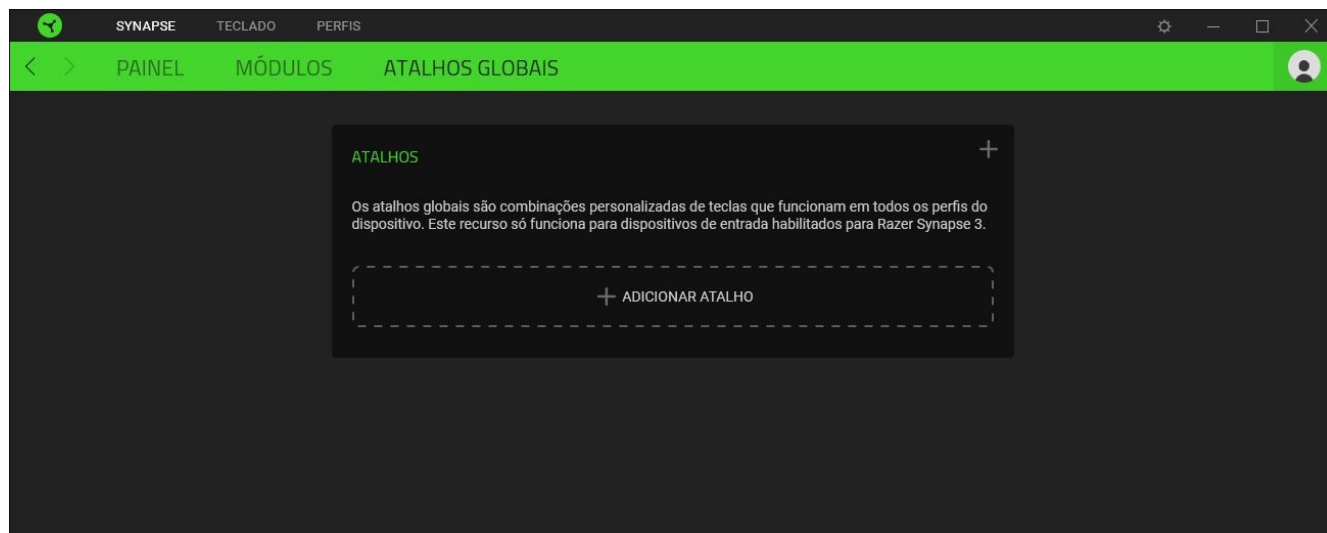 SYNAPSE TECLADO PERFIS
PAINEL MÓDULOS ATALHOS GLOBAIS
ATALHOS
Os atalhos globais são combinações personalizadas de teclas que funcionam em todos os perfis do
dispositivo. Este recurso só funciona para dispositivos de entrada habilitados para Razer Synapse 3.
ADICIONAR ATALHO